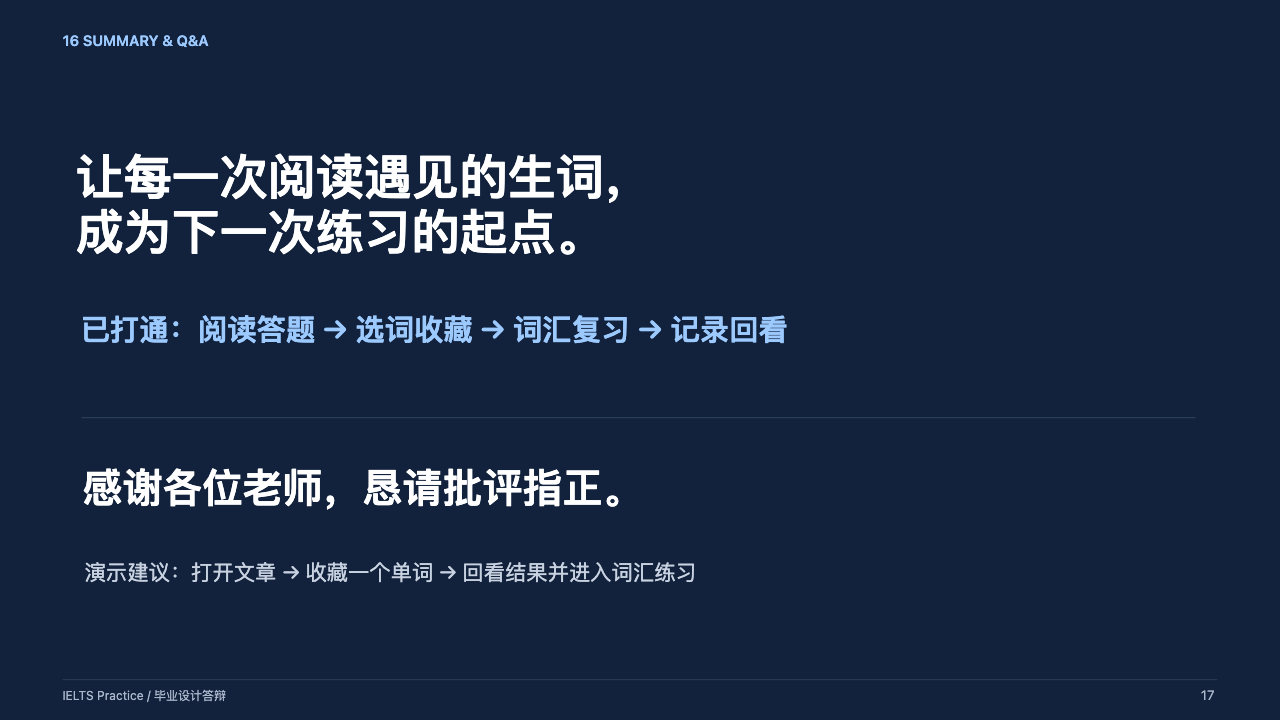 16 SUMMARY & Q&A
让每一次阅读遇见的生词，
成为下一次练习的起点。
已打通：阅读答题 → 选词收藏 → 词汇复习 → 记录回看
感谢各位老师，恳请批评指正。
演示建议：打开文章 → 收藏一个单词 → 回看结果并进入词汇练习
IELTS Practice / 毕业设计答辩
17